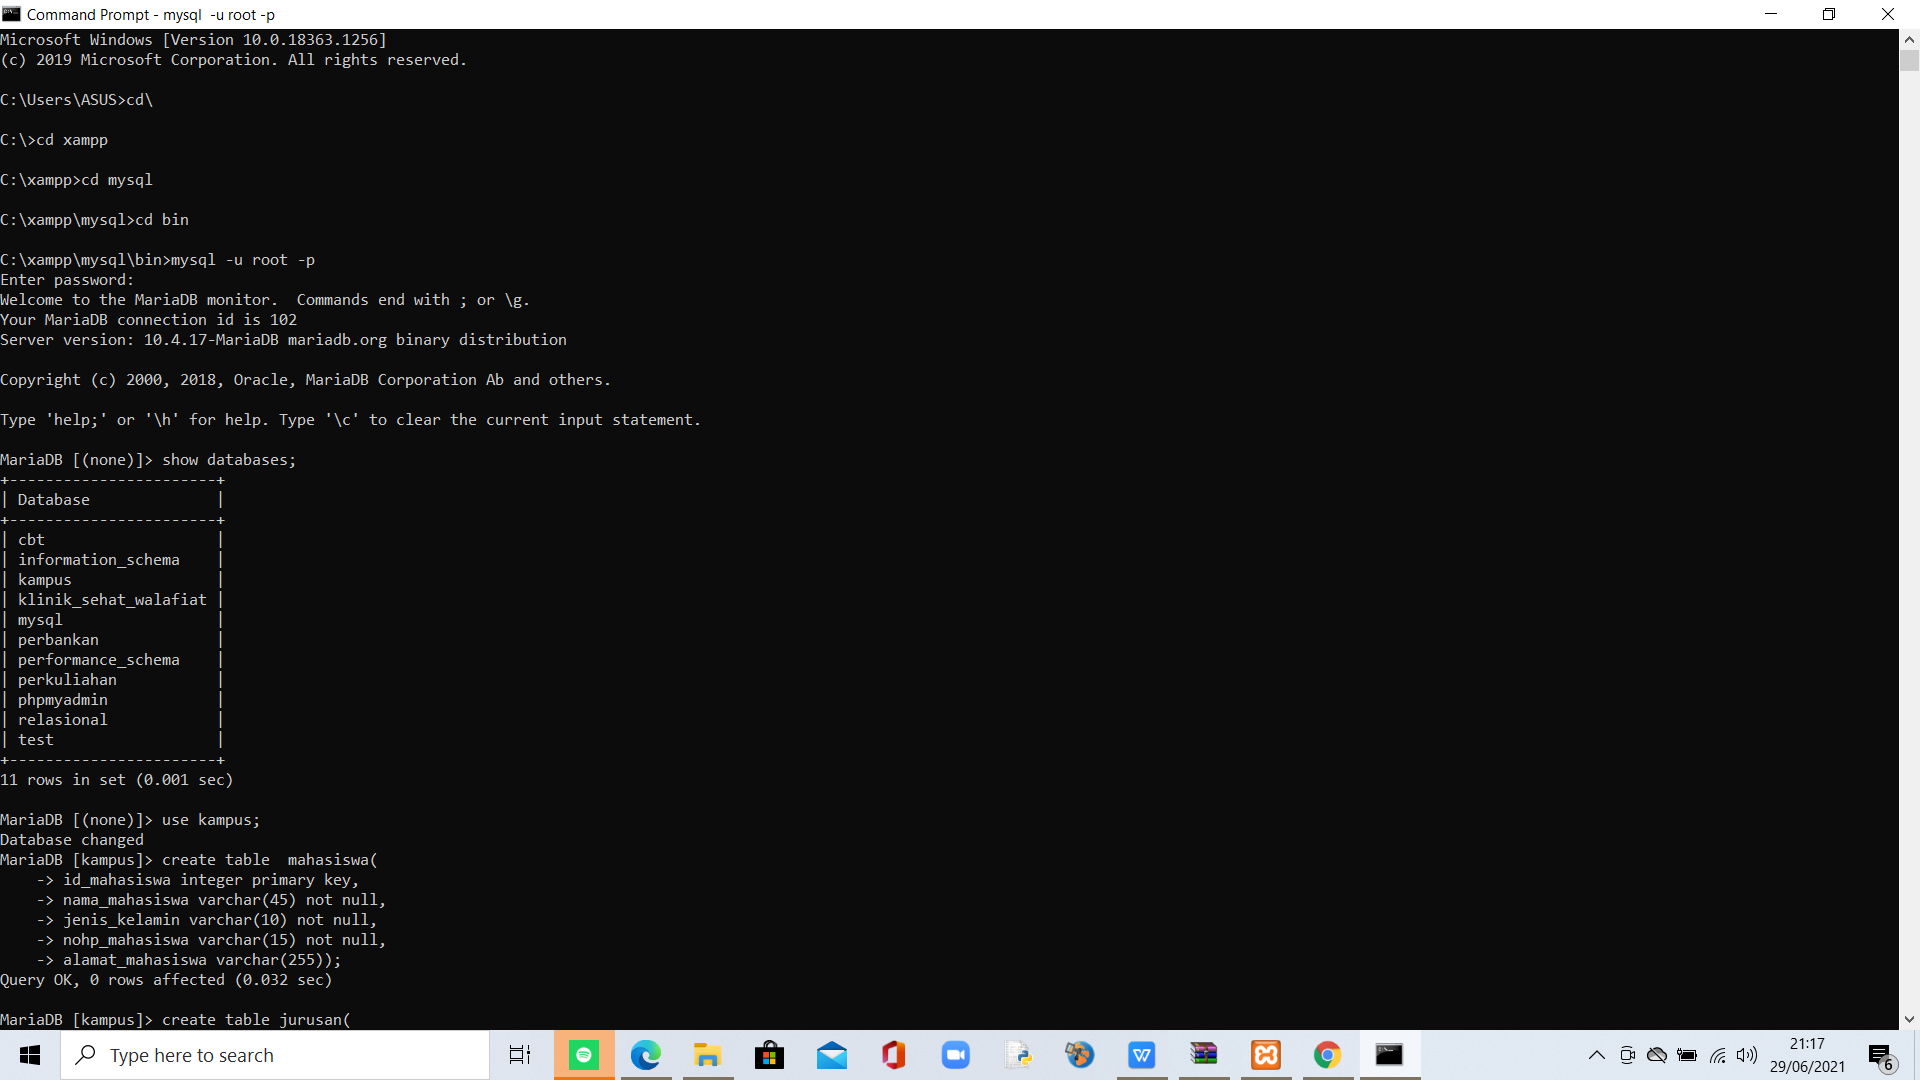 Command Prompt - mysql  -u root -p
Microsoft Windows [Version 10.0.18363.1256]
(c) 2019 Microsoft Corporation. All rights reserved.
C:\Users\ASUS>cd\
C:\>cd xampp
C:\xampp>cd mysql
C:\xampp\mysql>cd bin
C:\xampp\mysql\bin>mysql -u root -p
Enter password:
Welcome to the MariaDB monitor.  Commands end with ; or \g.
Your MariaDB connection id is 102
Server version: 10.4.17-MariaDB mariadb.org binary distribution
Copyright (c) 2000, 2018, Oracle, MariaDB Corporation Ab and others.
Type 'help;' or '\h' for help. Type '\c' to clear the current input statement.
MariaDB [(none)]> show databases;
+-----------------------+
| Database              |
+-----------------------+
| cbt                   |
| information_schema    |
| kampus                |
| klinik_sehat_walafiat |
| mysql                 |
| perbankan             |
| performance_schema    |
| perkuliahan           |
| phpmyadmin            |
| relasional            |
| test                  |
+-----------------------+
11 rows in set (0.001 sec)
MariaDB [(none)]> use kampus;
Database changed
MariaDB [kampus]> create table  mahasiswa(
    -> id_mahasiswa integer primary key,
    -> nama_mahasiswa varchar(45) not null,
    -> jenis_kelamin varchar(10) not null,
    -> nohp_mahasiswa varchar(15) not null,
    -> alamat_mahasiswa varchar(255));
Query OK, 0 rows affected (0.032 sec)
MariaDB [kampus]> create table jurusan(
Type here to search
21:17
29/06/2021
6